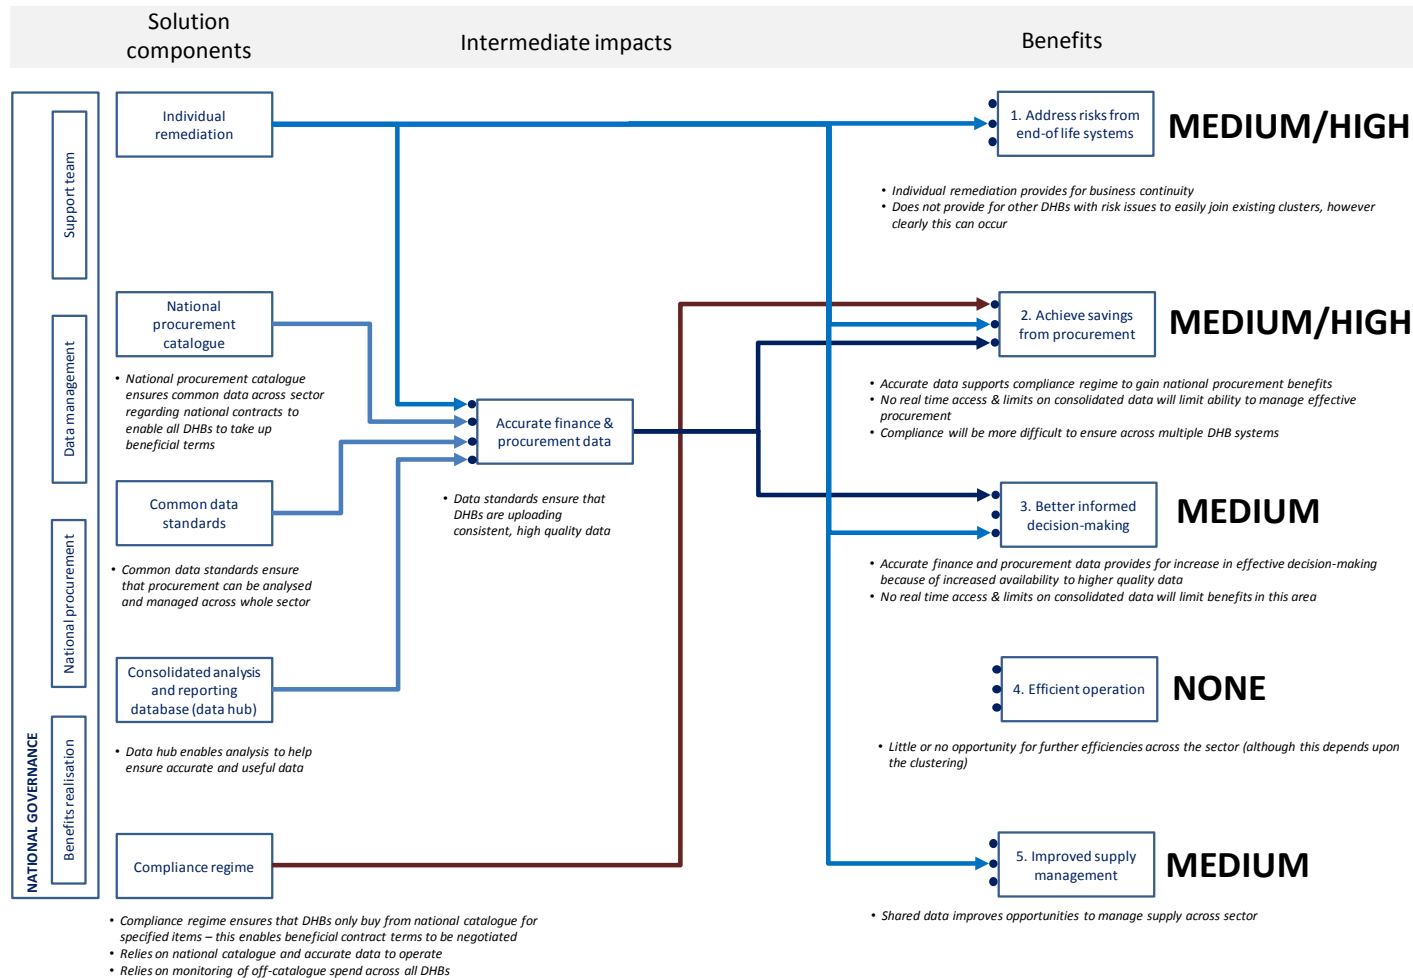 Solution
components
Intermediate impacts
Benefits
NATIONAL GOVERNANCE
Support team
Data management
National procurement
Benefits realisation
Individual
remediation
National
procurement
catalogue
• National procurement catalogue
ensures common data across sector
regarding national contracts to
enable all DHBs to take up
beneficial terms
Common data
standards
• Common data standards ensure
that procurement can be analysed
and managed across whole sector
Consolidated analysis
and reporting
database (data hub)
• Data hub enables analysis to help
ensure accurate and useful data
Compliance regime
• Compliance regime ensures that DHBs only buy from national catalogue for
specified items – this enables beneficial contract terms to be negotiated
• Relies on national catalogue and accurate data to operate
• Relies on monitoring of off-catalogue spend across all DHBs
Accurate finance &
procurement data
• Data standards ensure that
DHBs are uploading
consistent, high quality data
1. Address risks from
end-of life systems
MEDIUM/HIGH
• Individual remediation provides for business continuity
• Does not provide for other DHBs with risk issues to easily join existing clusters, however
clearly this can occur
2. Achieve savings
from procurement
MEDIUM/HIGH
• Accurate data supports compliance regime to gain national procurement benefits
• No real time access & limits on consolidated data will limit ability to manage effective
procurement
• Compliance will be more difficult to ensure across multiple DHB systems
3. Better informed
decision-making
MEDIUM
• Accurate finance and procurement data provides for increase in effective decision-making
because of increased availability to higher quality data
• No real time access & limits on consolidated data will limit benefits in this area
4. Efficient operation
NONE
• Little or no opportunity for further efficiencies across the sector (although this depends upon
the clustering)
5. Improved supply
management
MEDIUM
• Shared data improves opportunities to manage supply across sector